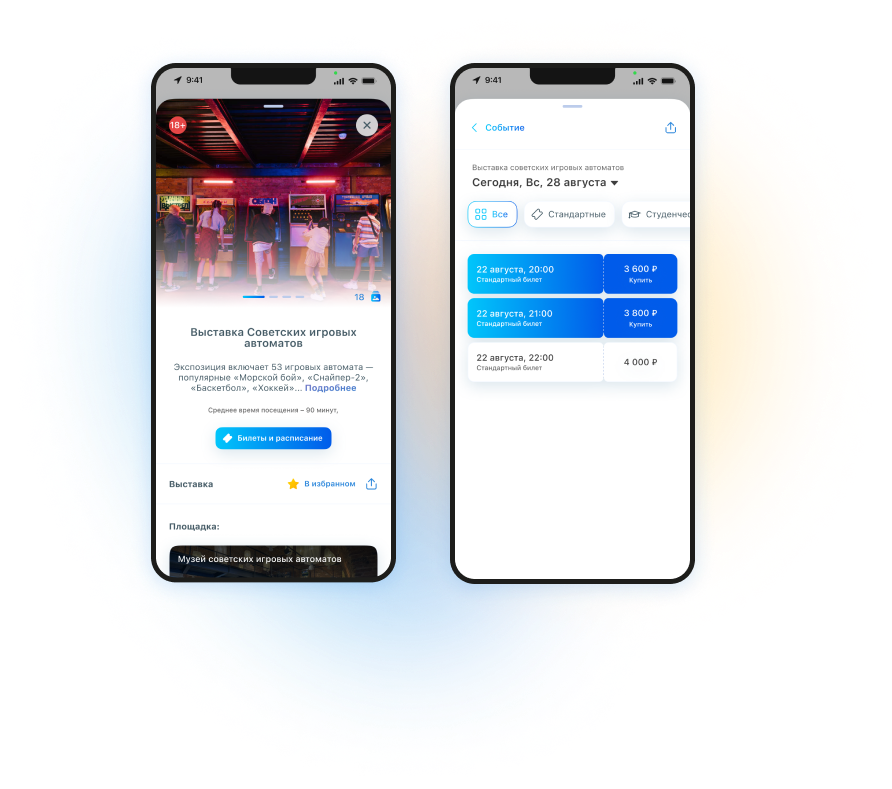 9:41
18+
18
Выставка Советских игровых
автоматов
Экспозиция включает 53 игровых автомата —
популярные «Морской бой», «Снайпер-2»,
«Баскетбол», «Хоккей»... Подробнее
Среднее время посещения – 90 минут,
Билеты и расписание
Выставка
В избранном
Площадка:
Музей советских игровых автоматов
9:41
Событие
Выставка советских игровых автоматов
Сегодня, Вс, 28 августа
Все
Стандартные
Студенчес
22 августа, 20:00
Стандартный билет
3 600 ₽
Купить
22 августа, 21:00
Стандартный билет
3 800 ₽
Купить
22 августа, 22:00
Стандартный билет
4 000 ₽